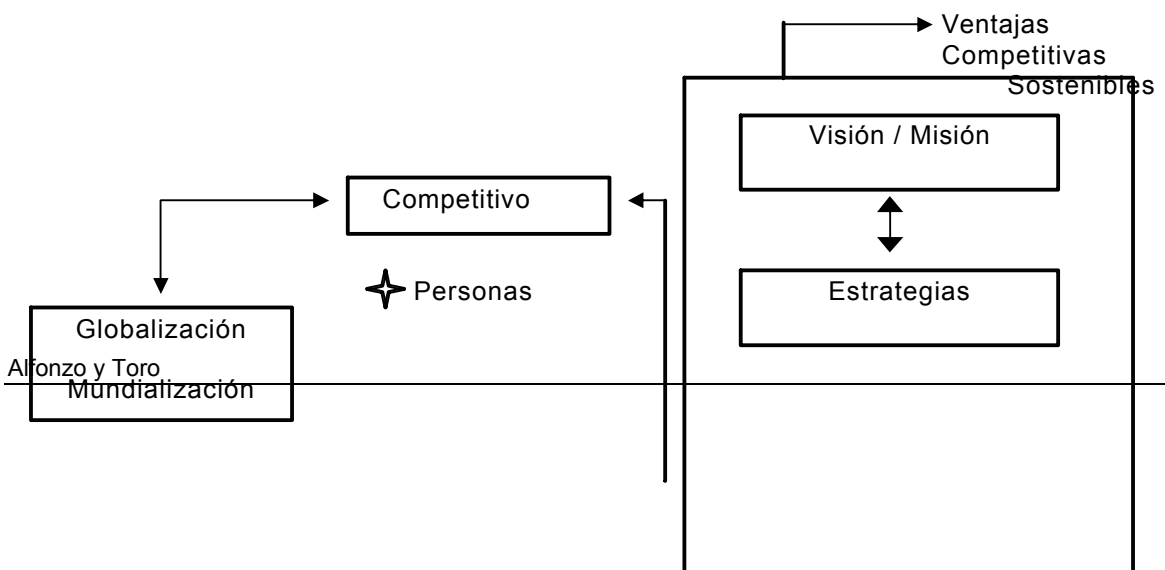 Ventajas
Competitivas
Sostenibles
Visión / Misión
Competitivo
Personas
Estrategias
Globalización
Alfonzo y Toro
Mundialización